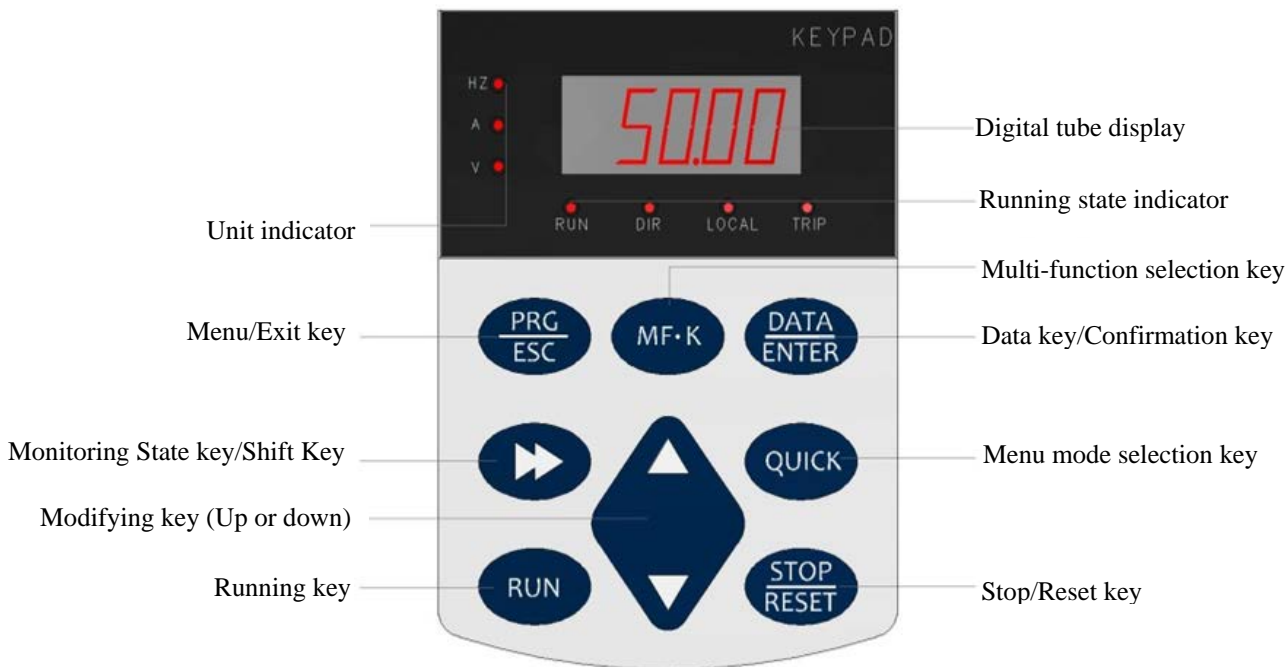 KEYPAD
HZ
A
V
50.00
RUN DIR LOCAL TRIP
Digital tube display
Running state indicator
Unit indicator
Multi-function selection key
Menu/Exit key
PRG
ESC
MF·K
DATA
ENTER
Data key/Confirmation key
Monitoring State key/Shift Key
QUICK
Menu mode selection key
Modifying key (Up or down)
Running key
RUN
STOP
RESET
Stop/Reset key